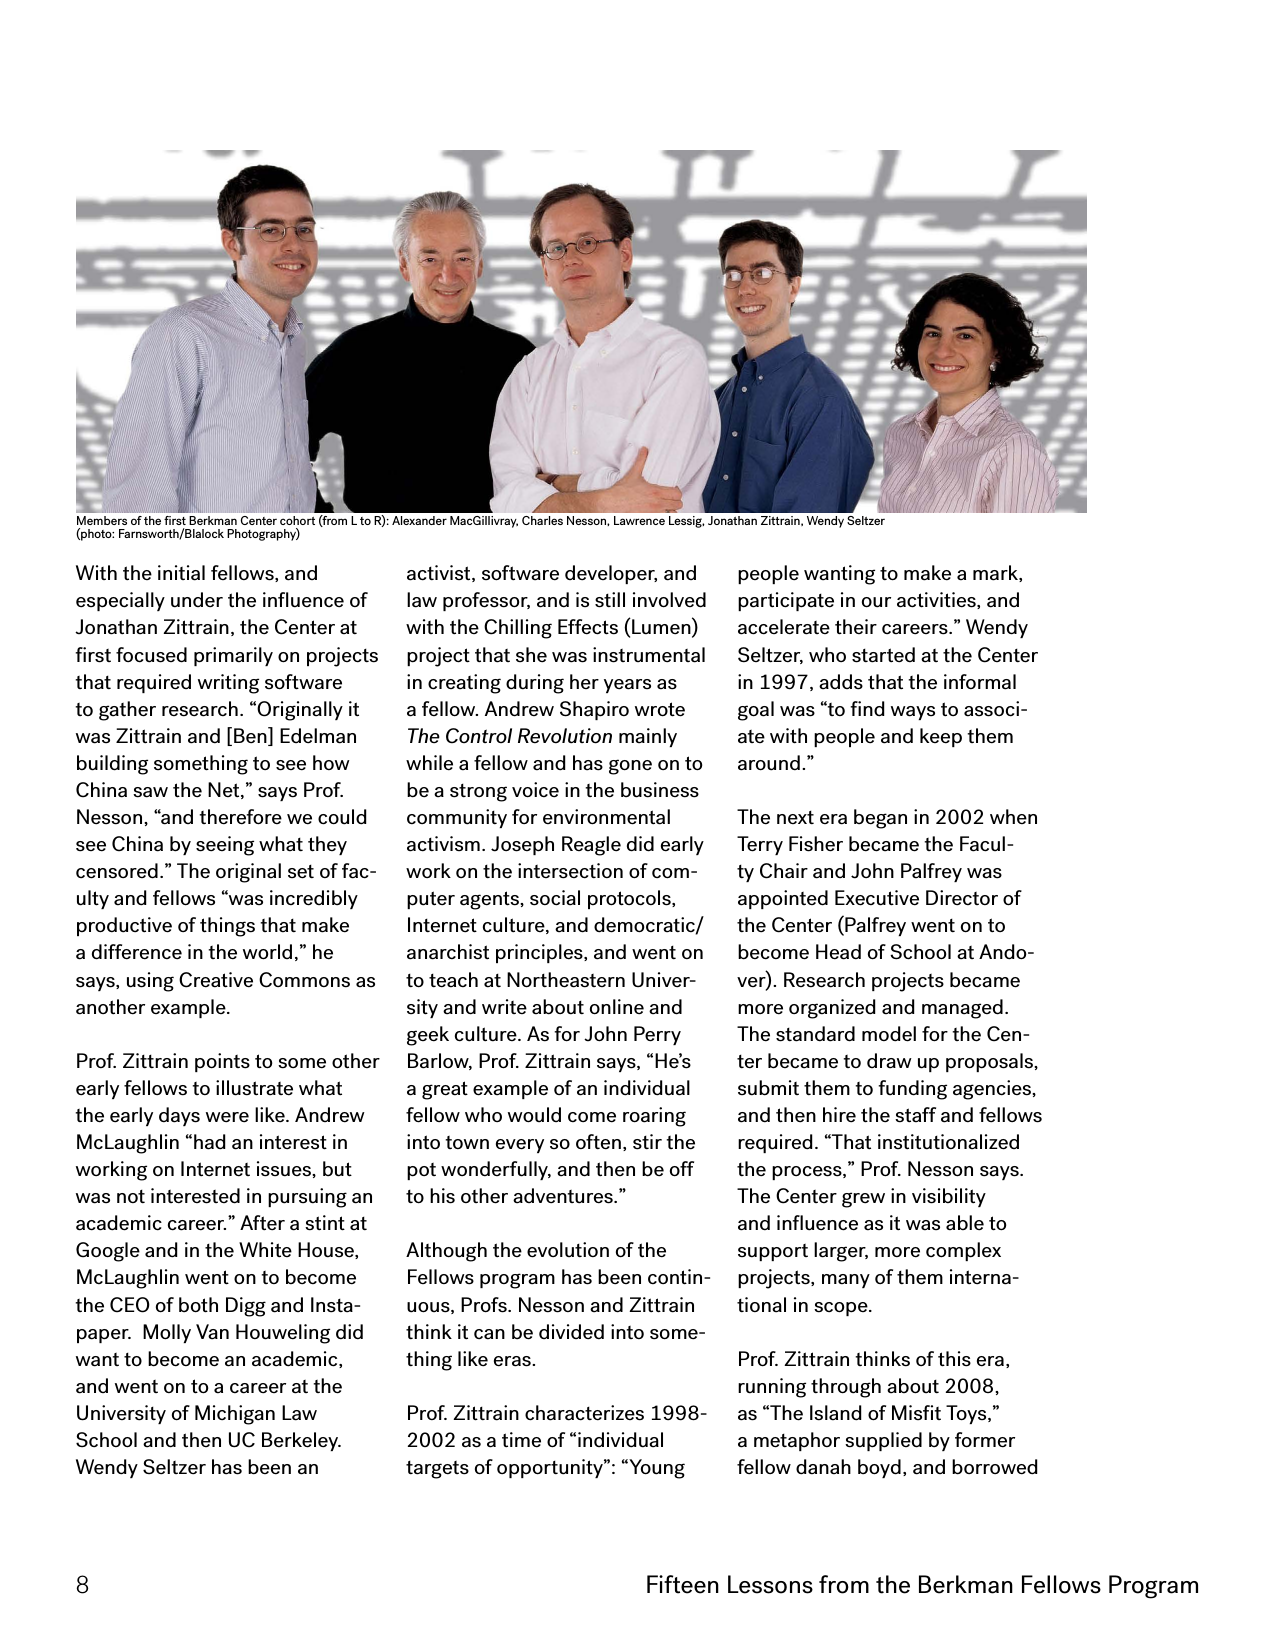 Members of the first Berkman Center cohort (from L to R): Alexander MacGillivray, Charles Nesson, Lawrence Lessig, Jonathan Zittrain, Wendy Seltzer
(photo: Farnsworth/Blalock Photography)
With the initial fellows, and
especially under the influence of
Jonathan Zittrain, the Center at
first focused primarily on projects
that required writing software
to gather research. “Originally it
was Zittrain and [Ben] Edelman
building something to see how
China saw the Net,” says Prof.
Nesson, “and therefore we could
see China by seeing what they
censored.” The original set of fac-
ulty and fellows “was incredibly
productive of things that make
a difference in the world,” he
says, using Creative Commons as
another example.
Prof. Zittrain points to some other
early fellows to illustrate what
the early days were like. Andrew
McLaughlin “had an interest in
working on Internet issues, but
was not interested in pursuing an
academic career.” After a stint at
Google and in the White House,
McLaughlin went on to become
the CEO of both Digg and Insta-
paper.  Molly Van Houweling did
want to become an academic,
and went on to a career at the
University of Michigan Law
School and then UC Berkeley.
Wendy Seltzer has been an
activist, software developer, and
law professor, and is still involved
with the Chilling Effects (Lumen)
project that she was instrumental
in creating during her years as
a fellow. Andrew Shapiro wrote
The Control Revolution mainly
while a fellow and has gone on to
be a strong voice in the business
community for environmental
activism. Joseph Reagle did early
work on the intersection of com-
puter agents, social protocols,
Internet culture, and democratic/
anarchist principles, and went on
to teach at Northeastern Univer-
sity and write about online and
geek culture. As for John Perry
Barlow, Prof. Zittrain says, “He’s
a great example of an individual
fellow who would come roaring
into town every so often, stir the
pot wonderfully, and then be off
to his other adventures.”
Although the evolution of the
Fellows program has been contin-
uous, Profs. Nesson and Zittrain
think it can be divided into some-
thing like eras.
Prof. Zittrain characterizes 1998-
2002 as a time of “individual
targets of opportunity”: “Young
people wanting to make a mark,
participate in our activities, and
accelerate their careers.” Wendy
Seltzer, who started at the Center
in 1997, adds that the informal
goal was “to find ways to associ-
ate with people and keep them
around.”
The next era began in 2002 when
Terry Fisher became the Facul-
ty Chair and John Palfrey was
appointed Executive Director of
the Center (Palfrey went on to
become Head of School at Ando-
ver). Research projects became
more organized and managed.
The standard model for the Cen-
ter became to draw up proposals,
submit them to funding agencies,
and then hire the staff and fellows
required. “That institutionalized
the process,” Prof. Nesson says.
The Center grew in visibility
and influence as it was able to
support larger, more complex
projects, many of them interna-
tional in scope.
Prof. Zittrain thinks of this era,
running through about 2008,
as “The Island of Misfit Toys,”
a metaphor supplied by former
fellow danah boyd, and borrowed
8
Fifteen Lessons from the Berkman Fellows Program